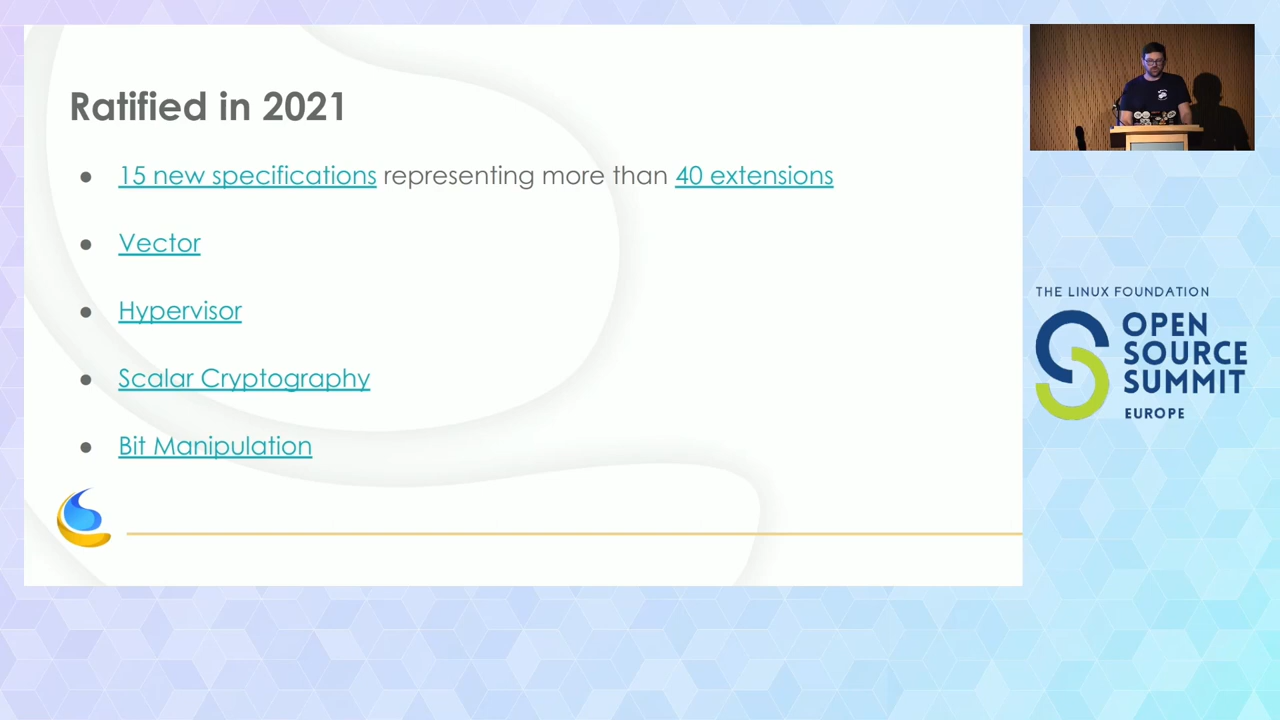 Ratified in 2021
● 15 new specifications representing more than 40 extensions
● Vector
● Hypervisor
● Scalar Cryptography
● Bit Manipulation
THE LINUX FOUNDATION
OPEN
SOURCE
SUMMIT
EUROPE